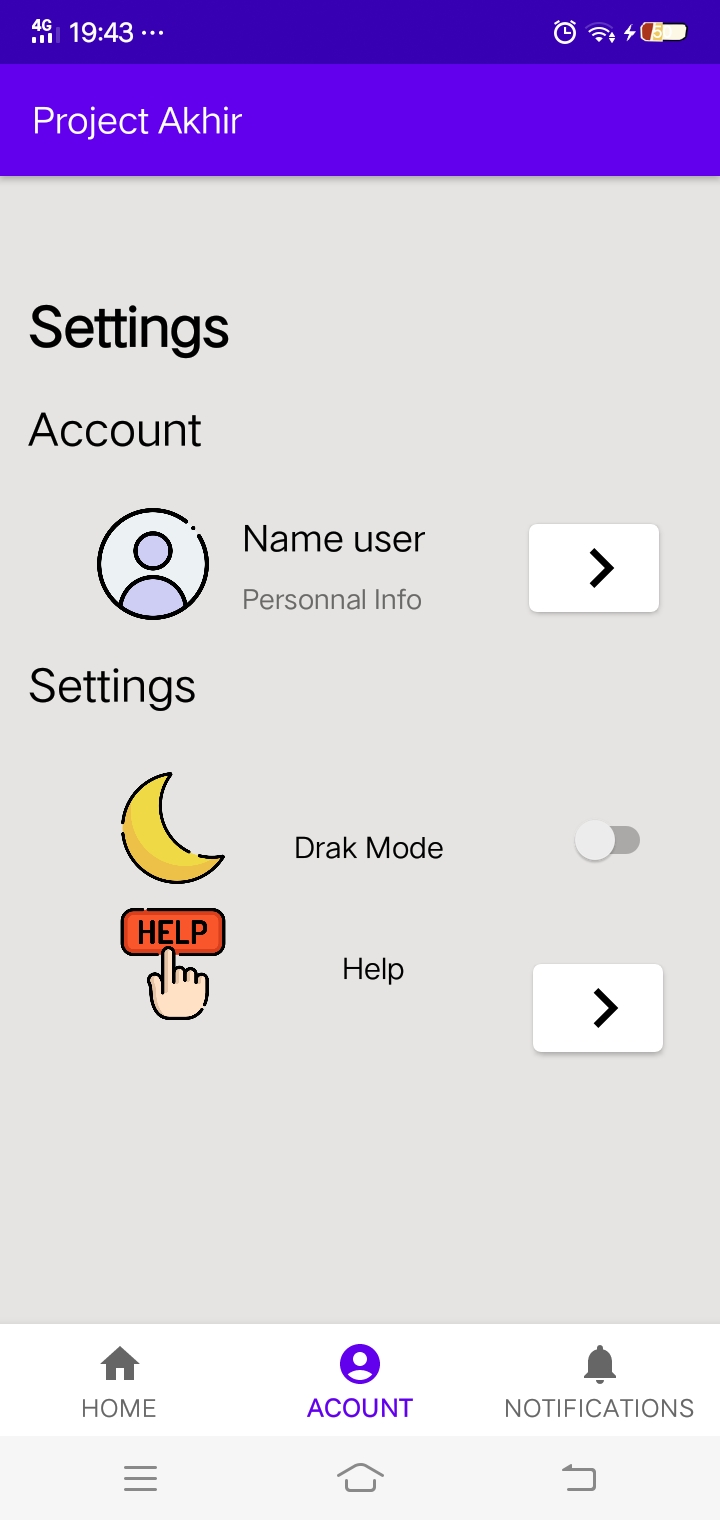 4G
19:43 ...
Project Akhir
Settings
Account
Name user
Personnal Info
Settings
Drak Mode
HELP
Help
HOME
ACOUNT
NOTIFICATIONS